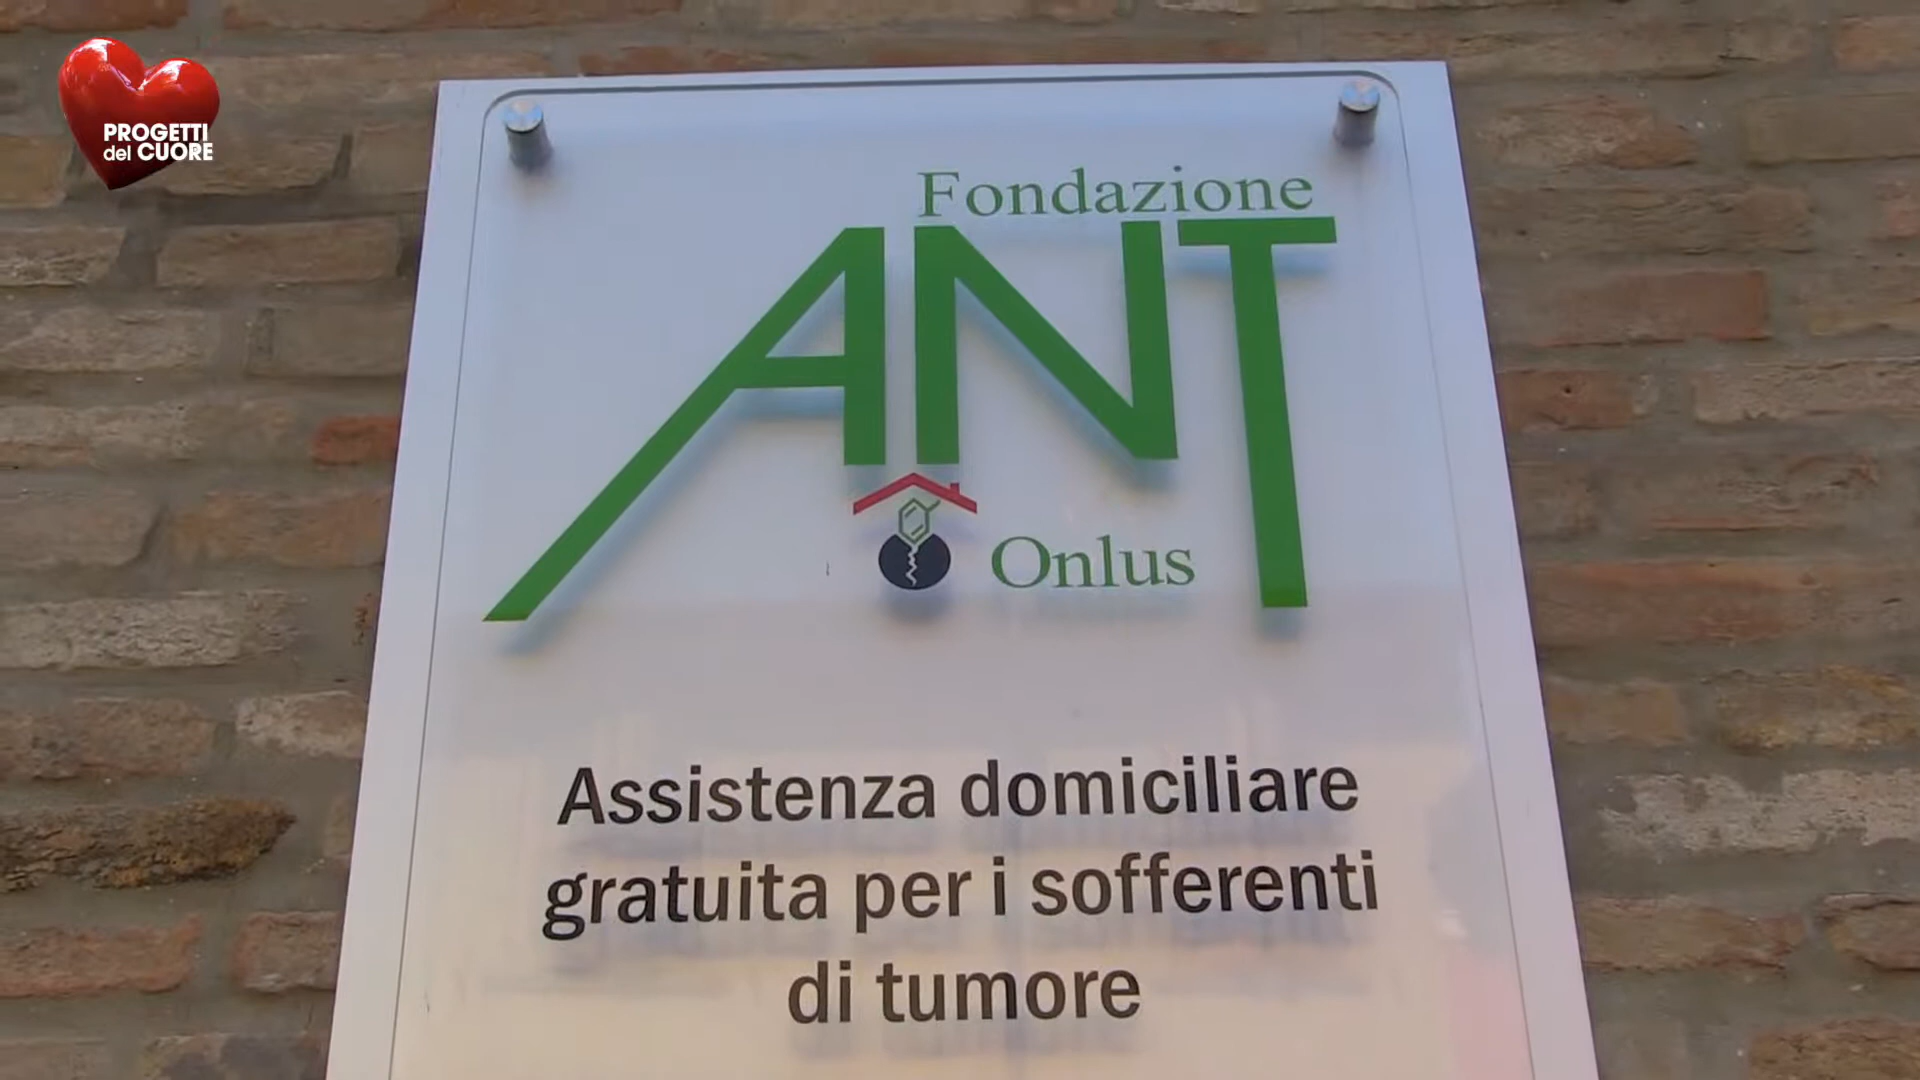 PROGETTI
del CUORE
Fondazione
ANT
Onlus
Assistenza domiciliare
gratuita per i sofferenti
di tumore